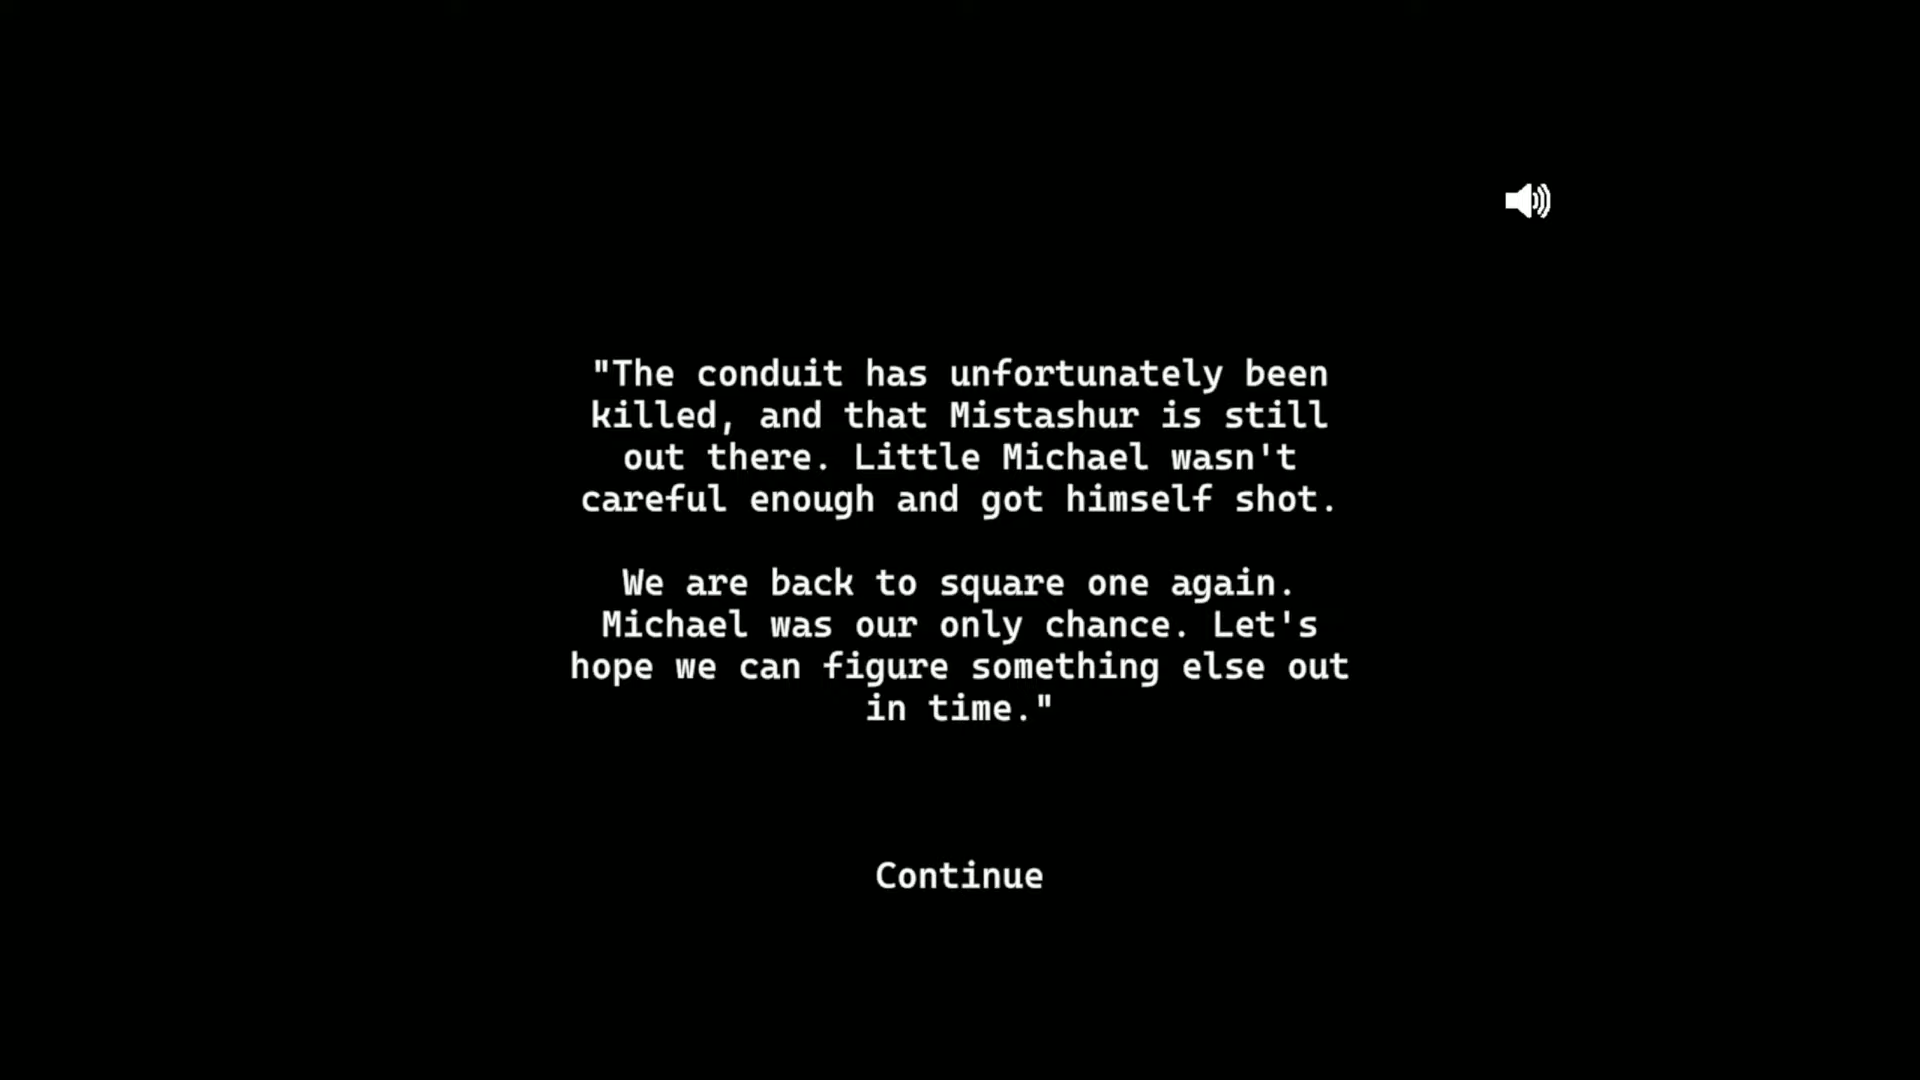 "The conduit has unfortunately been
killed, and that Mistashur is still
out there. Little Michael wasn't
careful enough and got himself shot.
We are back to square one again.
Michael was our only chance. Let's
hope we can figure something else out
in time."
Continue